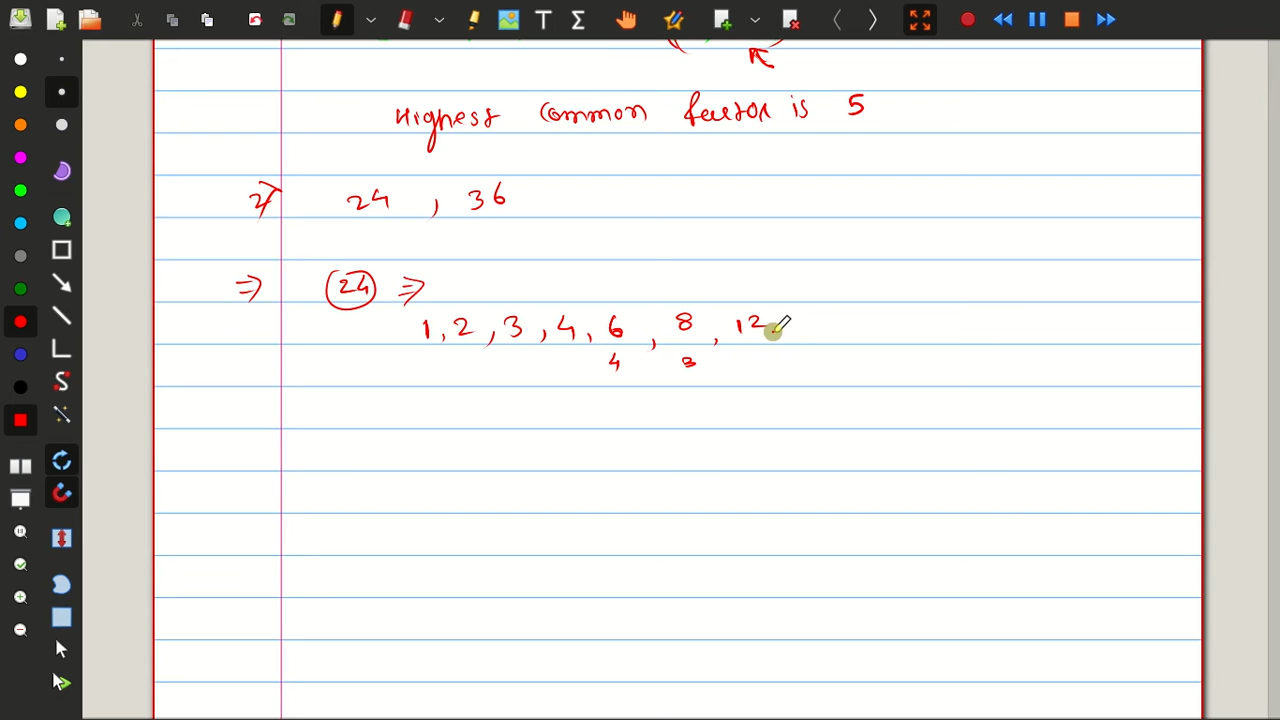 Highest common factor is 5
2) 24 , 36
⇒ 24 ⇒
1, 2, 3, 4, 6, 8, 12
4 3